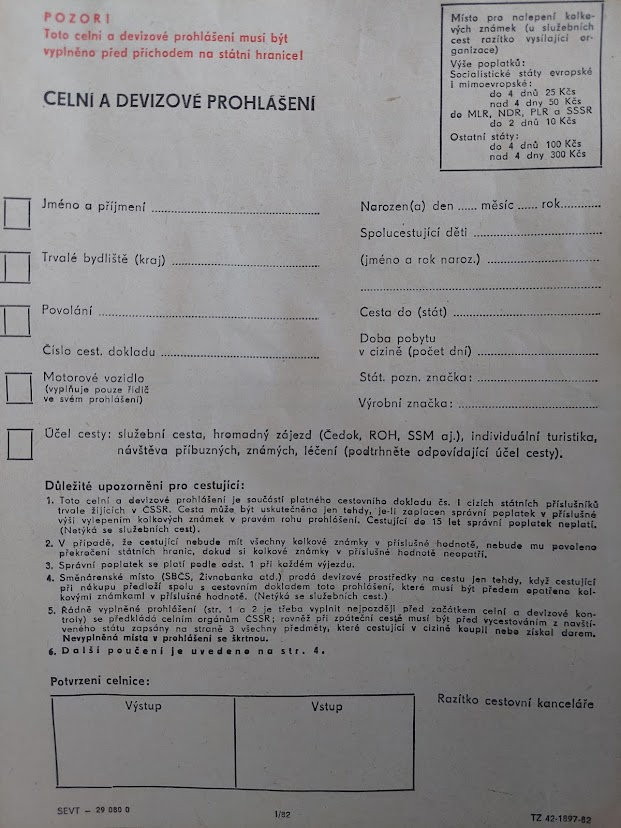 POZOR!
Toto celní a devizové prohlášení musí být
vyplněno před příchodem na státní hranice!
CELNÍ A DEVIZOVÉ PROHLÁŠENÍ
Místo pro nalepení kolko-
vých známek (u služebních
cest razítko vysílající or-
ganizace)
Výše poplatků:
Socialistické státy evropské
i mimoevropské:
do 4 dnů 25 Kčs
nad 4 dny 50 Kčs
do MLR, NDR, PLR a SSSR
do 2 dnů 10 Kčs
Ostatní státy:
do 4 dnů 100 Kčs
nad 4 dny 300 Kčs
Jméno a příjmení
Trvalé bydliště (kraj)
Povolání
Číslo cest. dokladu
Motorové vozidlo
(vyplňuje pouze řidič
ve svém prohlášení)
Narozen(a) den ...... měsíc ...... rok..........
Spolucestující děti
(jméno a rok naroz.)
Cesta do (stát)
Doba pobytu
v cizině (počet dní)
Stát. pozn. značka:
Výrobní značka:
Účel cesty: služební cesta, hromadný zájezd (Čedok, ROH, SSM aj.), individuální turistika,
návštěva příbuzných, známých, léčení (podtrhněte odpovídající účel cesty).
Důležité upozornění pro cestující:
1. Toto celní a devizové prohlášení je součástí platného cestovního dokladu čs. i cizích státních příslušníků
trvale žijících v ČSSR. Cesta může být uskutečněna jen tehdy, je-li zaplacen správní poplatek v příslušné
výši vylepením kolkových známek v pravém rohu prohlášení. Cestující do 15 let správní poplatek neplatí.
(Netýká se služebních cest).
2. V případě, že cestující nebude mít všechny kolkové známky v příslušné hodnotě, nebude mu povoleno
překročení státních hranic, dokud si kolkové známky v příslušné hodnotě neopatří.
3. Správní poplatek se platí podle odst. 1 při každém výjezdu.
4. Směnárenské místo (SBČS, Živnobanka atd.) prodá devizové prostředky na cestu jen tehdy, když cestující
při nákupu předloží spolu s cestovním dokladem toto prohlášení, které musí být předem opatřeno kol-
kovými známkami v příslušné hodnotě. (Netýká se služebních cest.)
5. Řádně vyplněné prohlášení (str. 1 a 2 je třeba vyplnit nejpozději před začátkem celní a devizové kon-
troly) se předkládá celním orgánům ČSSR; rovněž při zpáteční cestě musí být před vycestováním z navští-
veného státu zapsány na straně 3 všechny předměty, které cestující v cizině koupil nebo získal darem.
Nevyplněná místa v prohlášení se škrtnou.
6. Další poučení je uvedeno na str. 4.
Potvrzení celnice:
Výstup
Vstup
Razítko cestovní kanceláře
SEVT – 29 080 0
1/82
TZ 42-1897-82